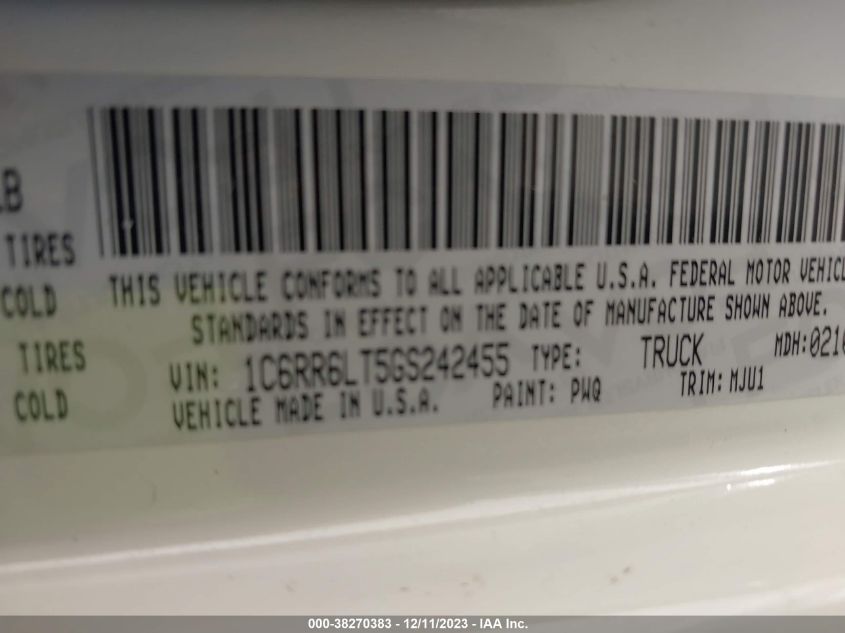 LB
TIRES
COLD
TIRES
COLD
THIS VEHICLE CONFORMS TO ALL APPLICABLE U.S.A. FEDERAL MOTOR VEHICL
STANDARDS IN EFFECT ON THE DATE OF MANUFACTURE SHOWN ABOVE.
VIN: 1C6RR6LT5GS242455 TYPE: TRUCK MDH:0210
VEHICLE MADE IN U.S.A. PAINT: PWQ TRIM: MJU1
000-38270383 - 12/11/2023 - IAA Inc.